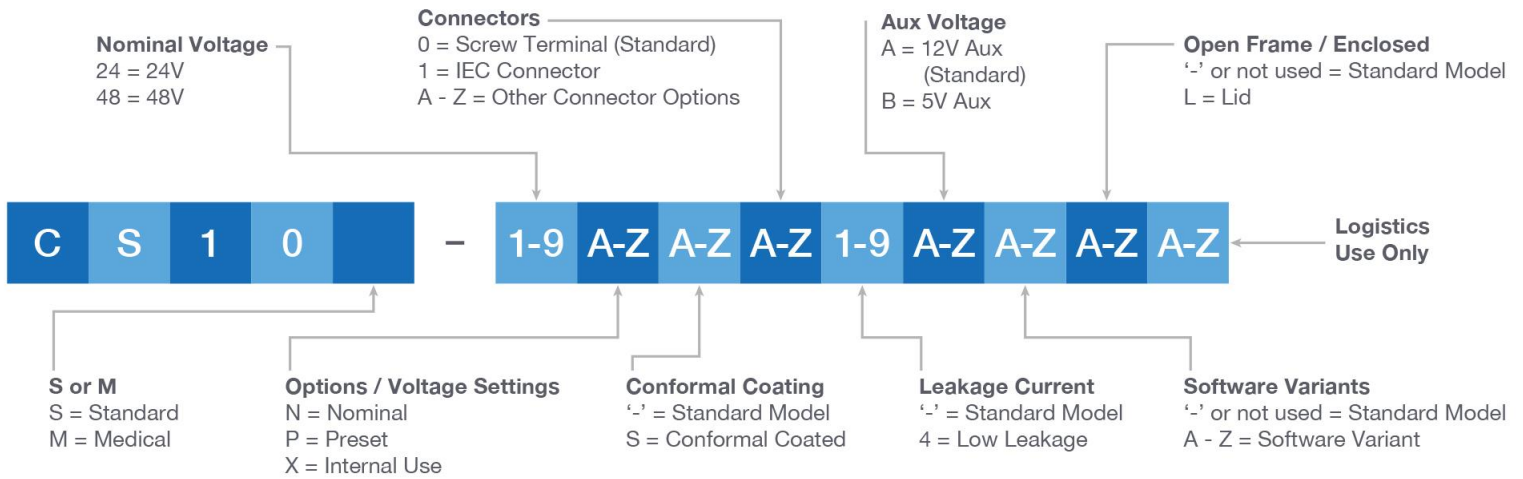 Nominal Voltage
24 = 24V
48 = 48V
Connectors
0 = Screw Terminal (Standard)
1 = IEC Connector
A - Z = Other Connector Options
Aux Voltage
A = 12V Aux
(Standard)
B = 5V Aux
Open Frame / Enclosed
‘-’ or not used = Standard Model
L = Lid
C S 1 0 – 1-9 A-Z A-Z A-Z 1-9 A-Z A-Z A-Z A-Z
Logistics
Use Only
S or M
S = Standard
M = Medical
Options / Voltage Settings
N = Nominal
P = Preset
X = Internal Use
Conformal Coating
‘-’ = Standard Model
S = Conformal Coated
Leakage Current
‘-’ = Standard Model
4 = Low Leakage
Software Variants
‘-’ or not used = Standard Model
A - Z = Software Variant